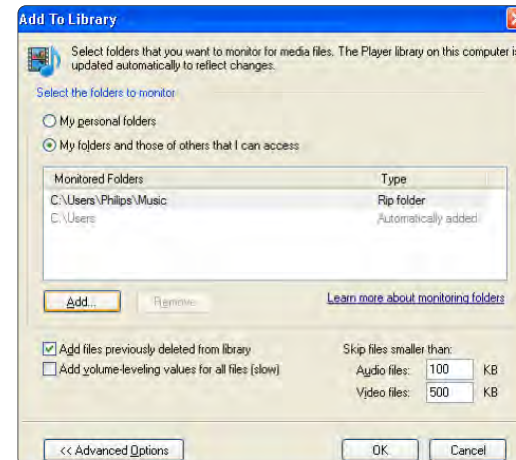 Add To Library
Select folders that you want to monitor for media files. The Player library on this computer is
updated automatically to reflect changes.
Select the folders to monitor
My personal folders
My folders and those of others that I can access
Monitored Folders Type
C:\Users\Philips\Music Rip folder
C:\Users Automatically added
Add... Remove Learn more about monitoring folders
Add files previously deleted from library Skip files smaller than:
Add volume-leveling values for all files (slow) Audio files: 100 KB
Video files: 500 KB
<< Advanced Options OK Cancel